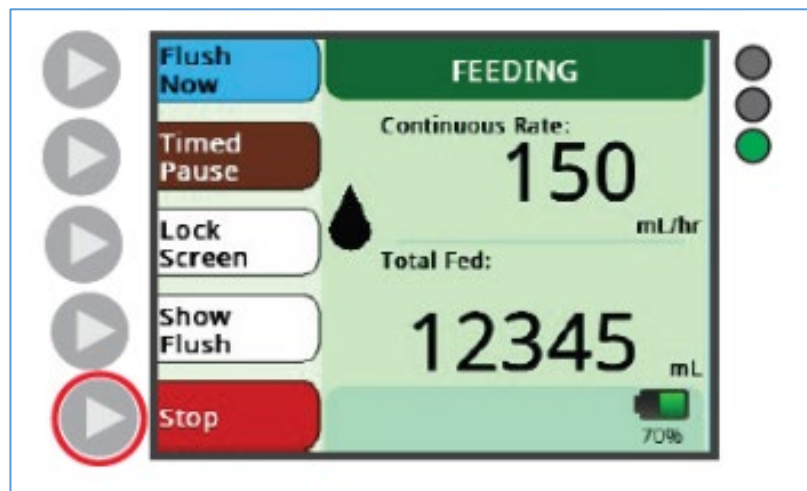 Flush
Now
Timed
Pause
Lock
Screen
Show
Flush
Stop
FEEDING
Continuous Rate:
150
mL/hr
Total Fed:
12345
mL
70%